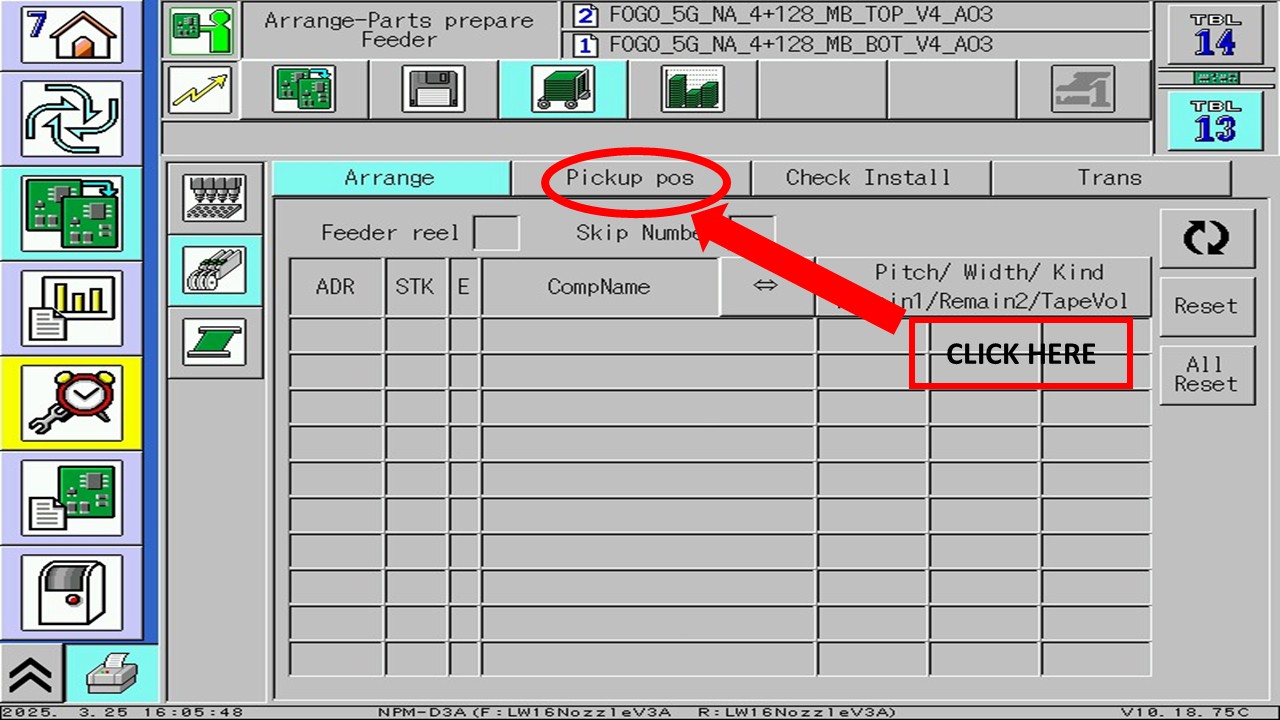 7
Arrange-Parts prepare
Feeder
2 FOGO_5G_NA_4+128_MB_TOP_V4_A03
1 FOGO_5G_NA_4+128_MB_BOT_V4_A03
TBL
14
TBL
13
Arrange Pickup pos Check Install Trans
Feeder reel Skip Numbe
ADR STK E CompName ⇔ Pitch/ Width/ Kind
in1/Remain2/TapeVol
Reset
CLICK HERE
All
Reset
2025. 3.25 16:05:48 NPM-D3A(F:LW16NozzleV3A R:LW16NozzleV3A) V10.18.75C